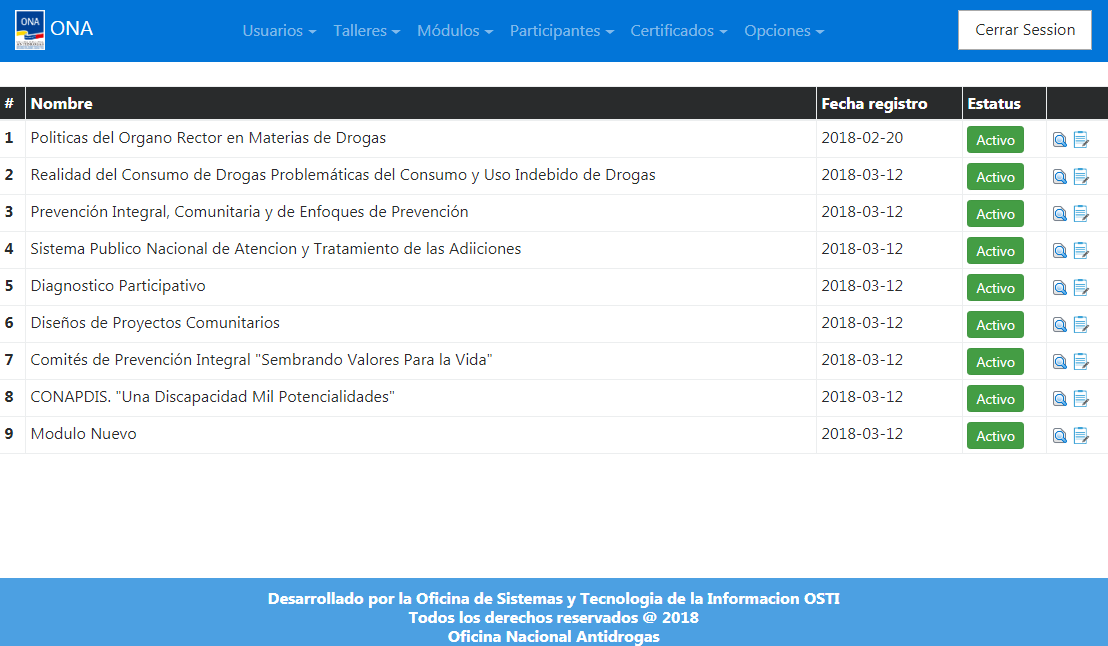 ONA
ONA
Usuarios Talleres Módulos Participantes Certificados Opciones
Cerrar Session
# Nombre Fecha registro Estatus
1 Politicas del Organo Rector en Materias de Drogas 2018-02-20 Activo
2 Realidad del Consumo de Drogas Problemáticas del Consumo y Uso Indebido de Drogas 2018-03-12 Activo
3 Prevención Integral, Comunitaria y de Enfoques de Prevención 2018-03-12 Activo
4 Sistema Publico Nacional de Atencion y Tratamiento de las Adiiciones 2018-03-12 Activo
5 Diagnostico Participativo 2018-03-12 Activo
6 Diseños de Proyectos Comunitarios 2018-03-12 Activo
7 Comités de Prevención Integral "Sembrando Valores Para la Vida" 2018-03-12 Activo
8 CONAPDIS. "Una Discapacidad Mil Potencialidades" 2018-03-12 Activo
9 Modulo Nuevo 2018-03-12 Activo
Desarrollado por la Oficina de Sistemas y Tecnologia de la Informacion OSTI
Todos los derechos reservados @ 2018
Oficina Nacional Antidrogas